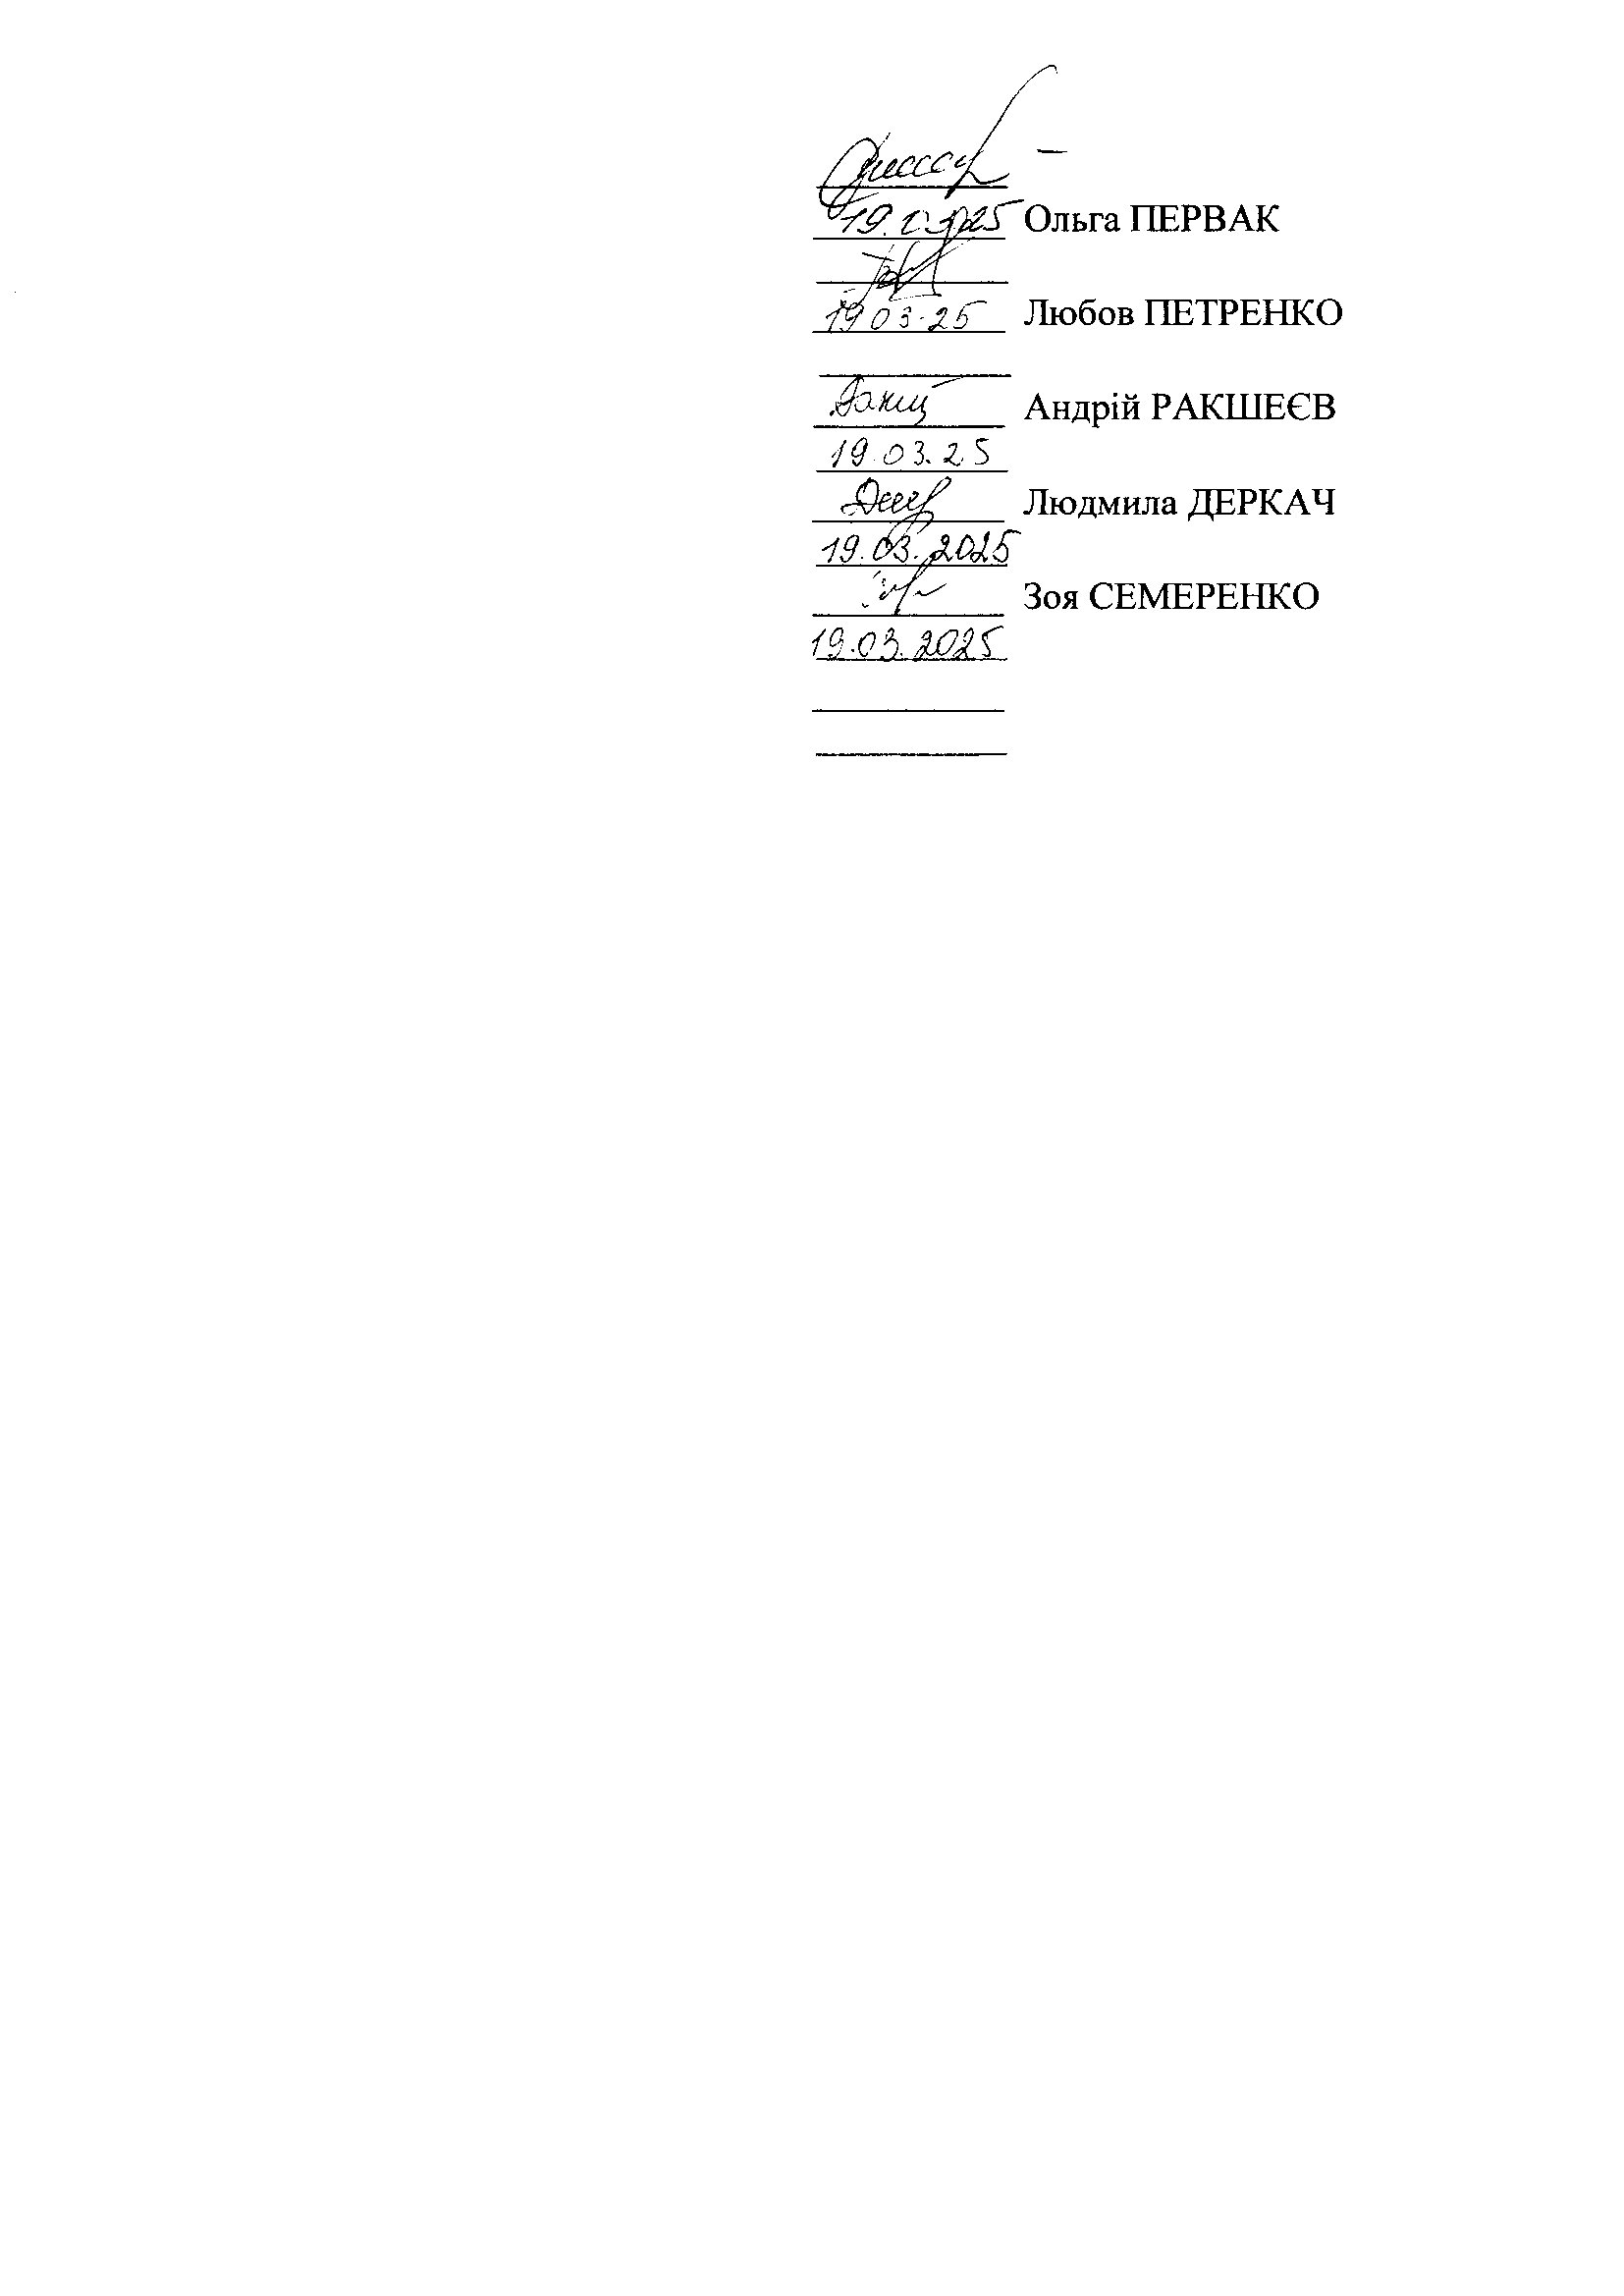 19.03.25 Ольга ПЕРВАК
19 03.25 Любов ПЕТРЕНКО
Андрій РАКШЕЄВ
19.03.25
Людмила ДЕРКАЧ
19.03.2025
Зоя СЕМЕРЕНКО
19.03.2025